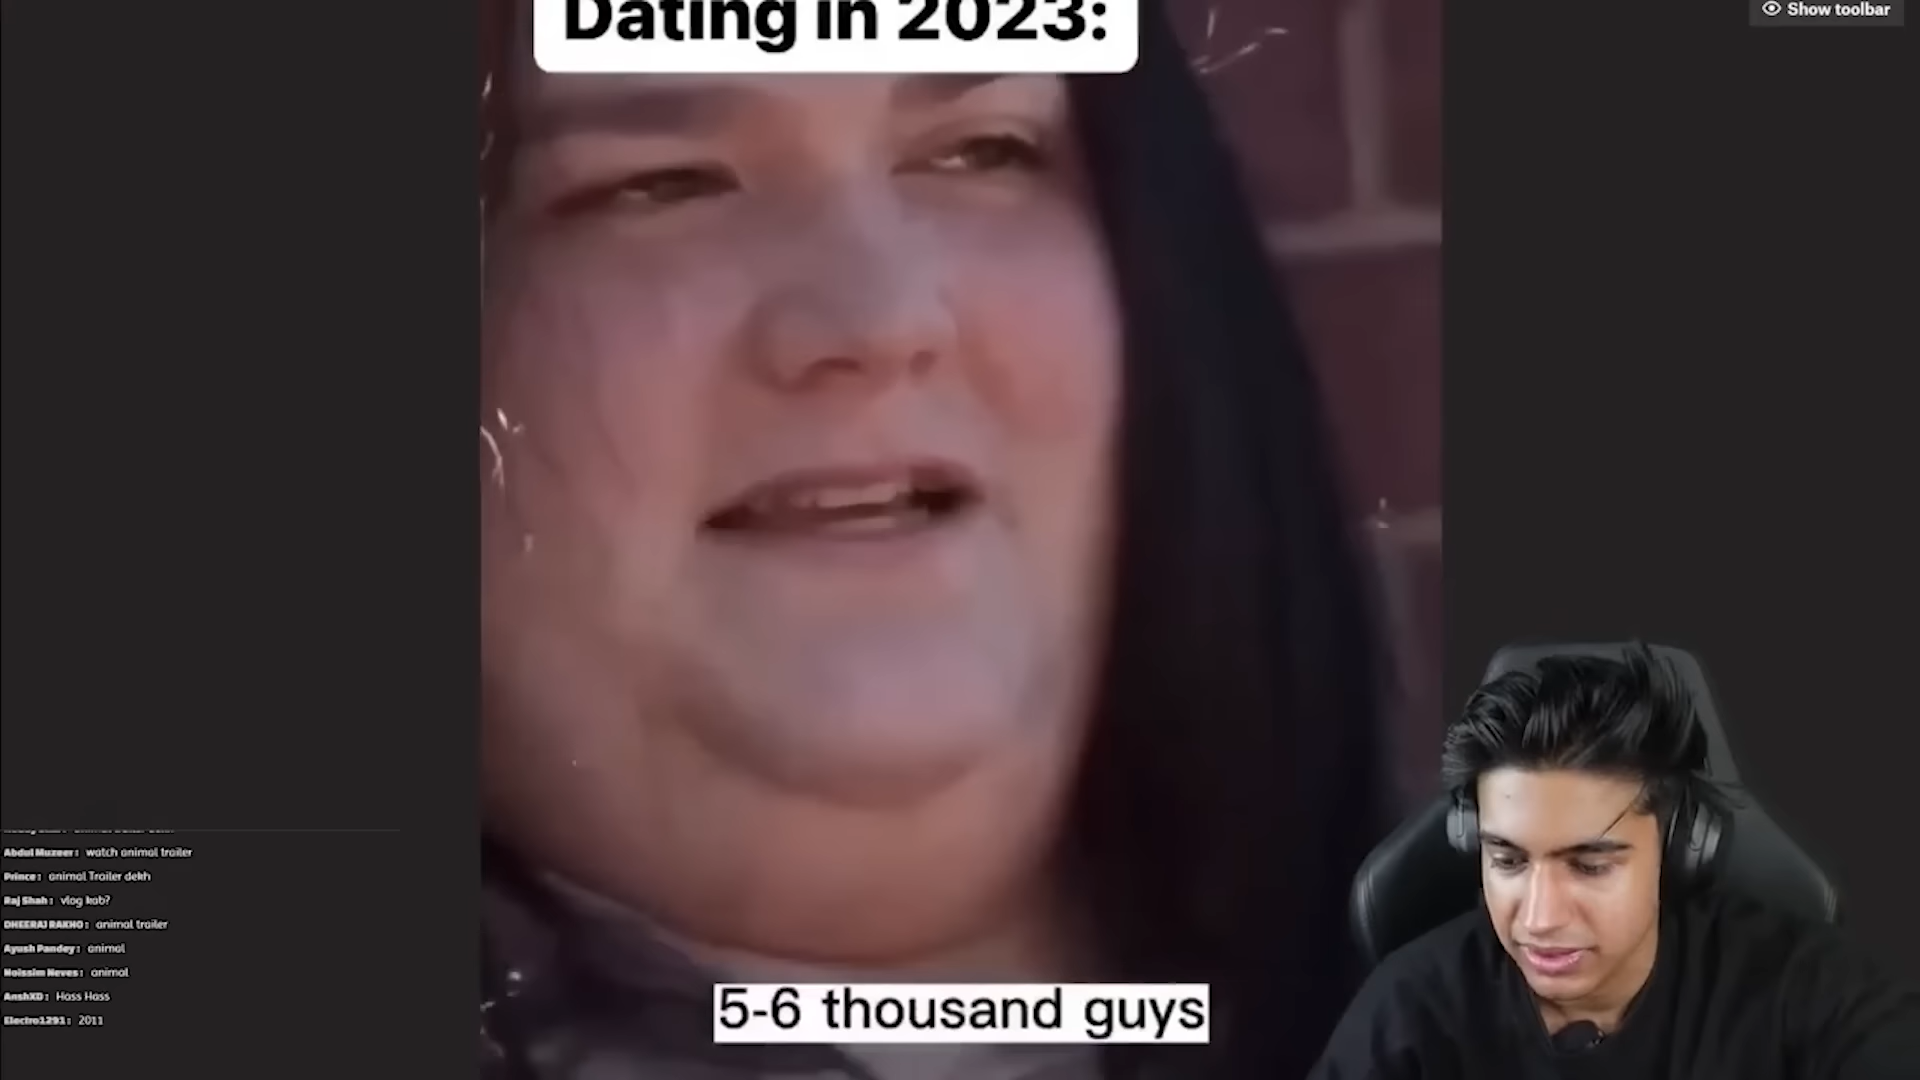 Dating in 2023:
Show toolbar
Abdul Muzeer: watch animal trailer
Prince: animal Trailer dekh
Raj Shah: vlog kab?
DHEERAJ RAKHO: animal trailer
Ayush Pandey: animal
Noissim Neves: animal
AnshXD: Hass Hass
Electro1291: 2011
5-6 thousand guys